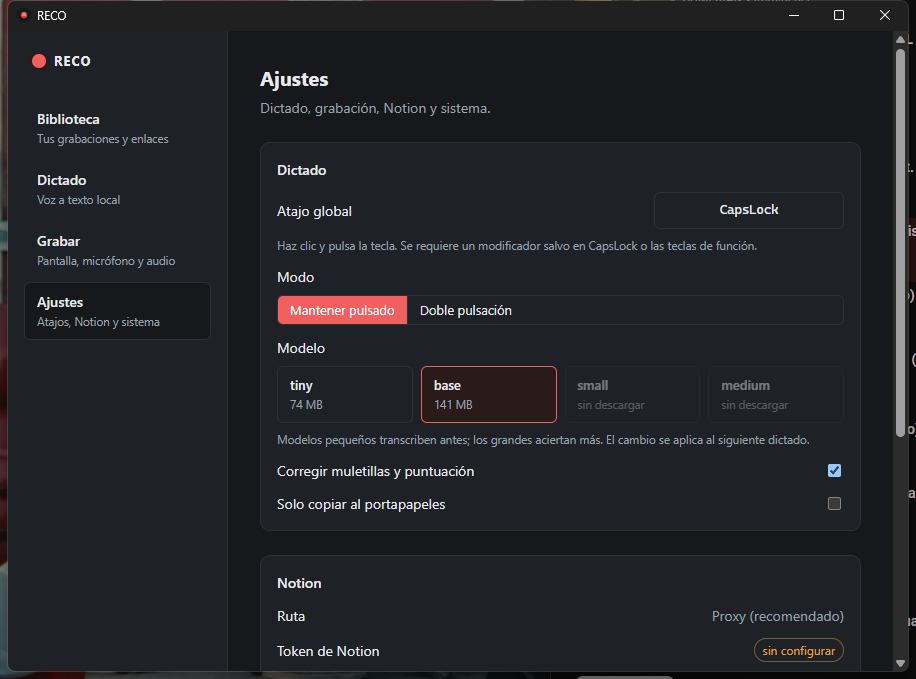 RECO
RECO
Biblioteca
Tus grabaciones y enlaces
Dictado
Voz a texto local
Grabar
Pantalla, micrófono y audio
Ajustes
Atajos, Notion y sistema
Ajustes
Dictado, grabación, Notion y sistema.
Dictado
Atajo global
CapsLock
Haz clic y pulsa la tecla. Se requiere un modificador salvo en CapsLock o las teclas de función.
Modo
Mantener pulsado
Doble pulsación
Modelo
tiny
74 MB
base
141 MB
small
sin descargar
medium
sin descargar
Modelos pequeños transcriben antes; los grandes aciertan más. El cambio se aplica al siguiente dictado.
Corregir muletillas y puntuación
Solo copiar al portapapeles
Notion
Ruta
Proxy (recomendado)
Token de Notion
sin configurar